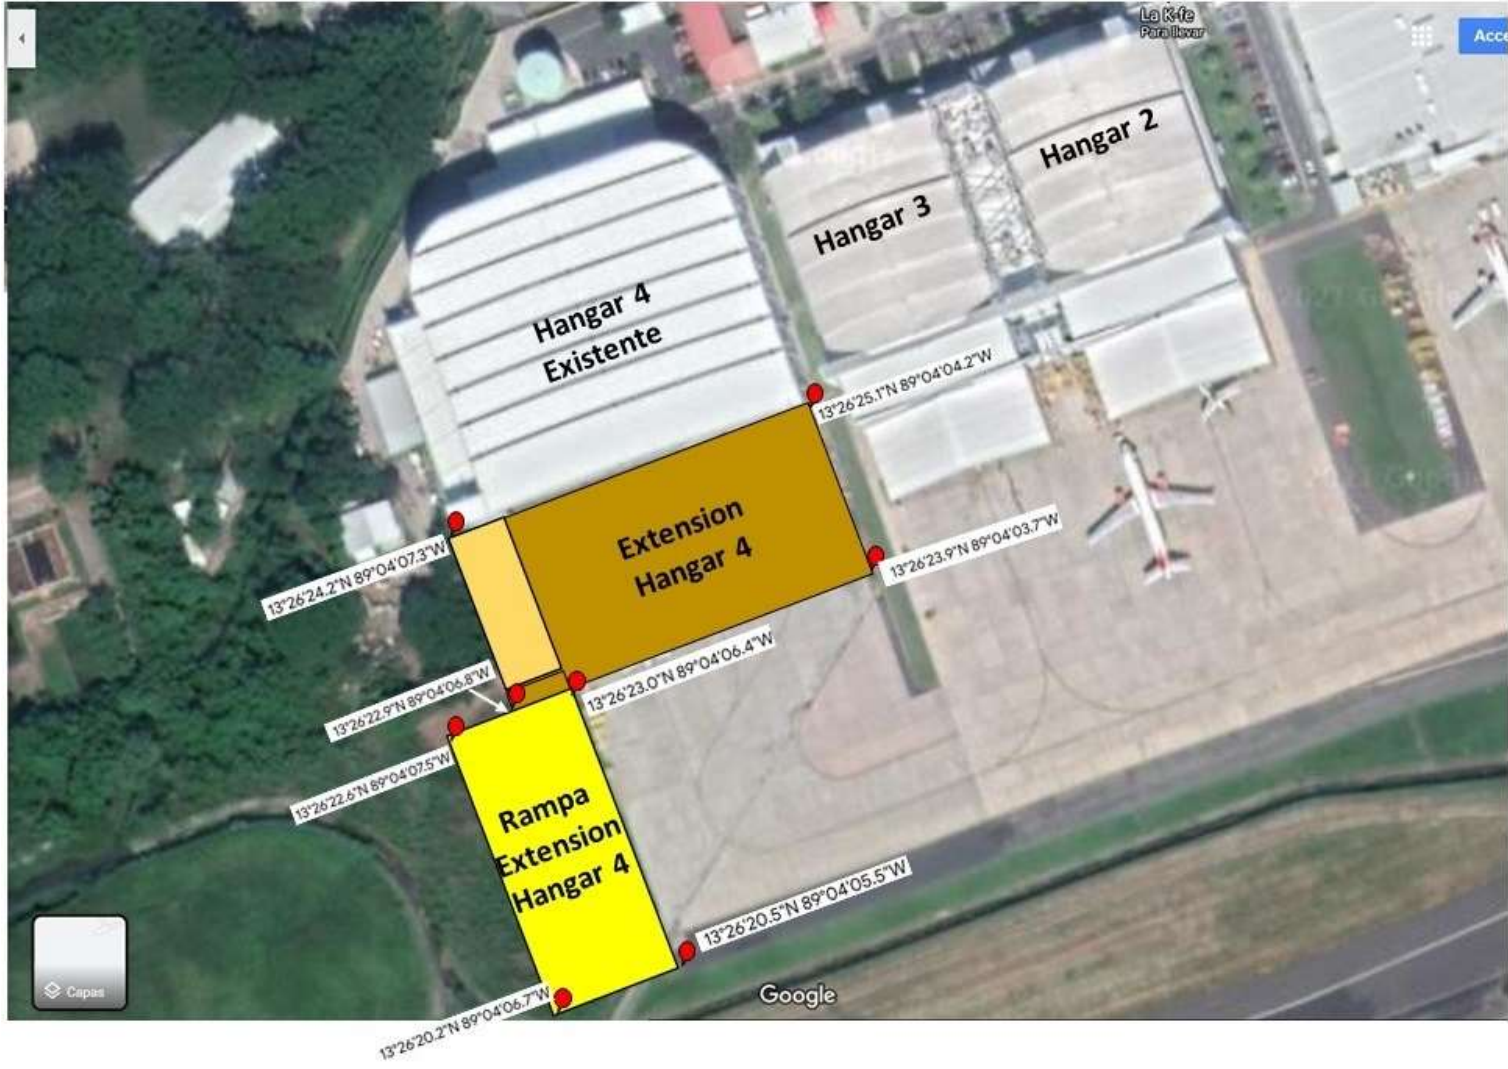 La K-fe
Para llevar
Acce
Hangar 2
Hangar 3
Hangar 4
Existente
13°26'25.1"N 89°04'04.2"W
Extension
Hangar 4
13°26'23.9"N 89°04'03.7"W
13°26'24.2"N 89°04'07.3"W
13°26'22.9"N 89°04'06.8"W
13°26'23.0"N 89°04'06.4"W
13°26'22.6"N 89°04'07.5"W
Rampa
Extension
Hangar 4
13°26'20.5"N 89°04'05.5"W
Capas
Google
13°26'20.2"N 89°04'06.7"W